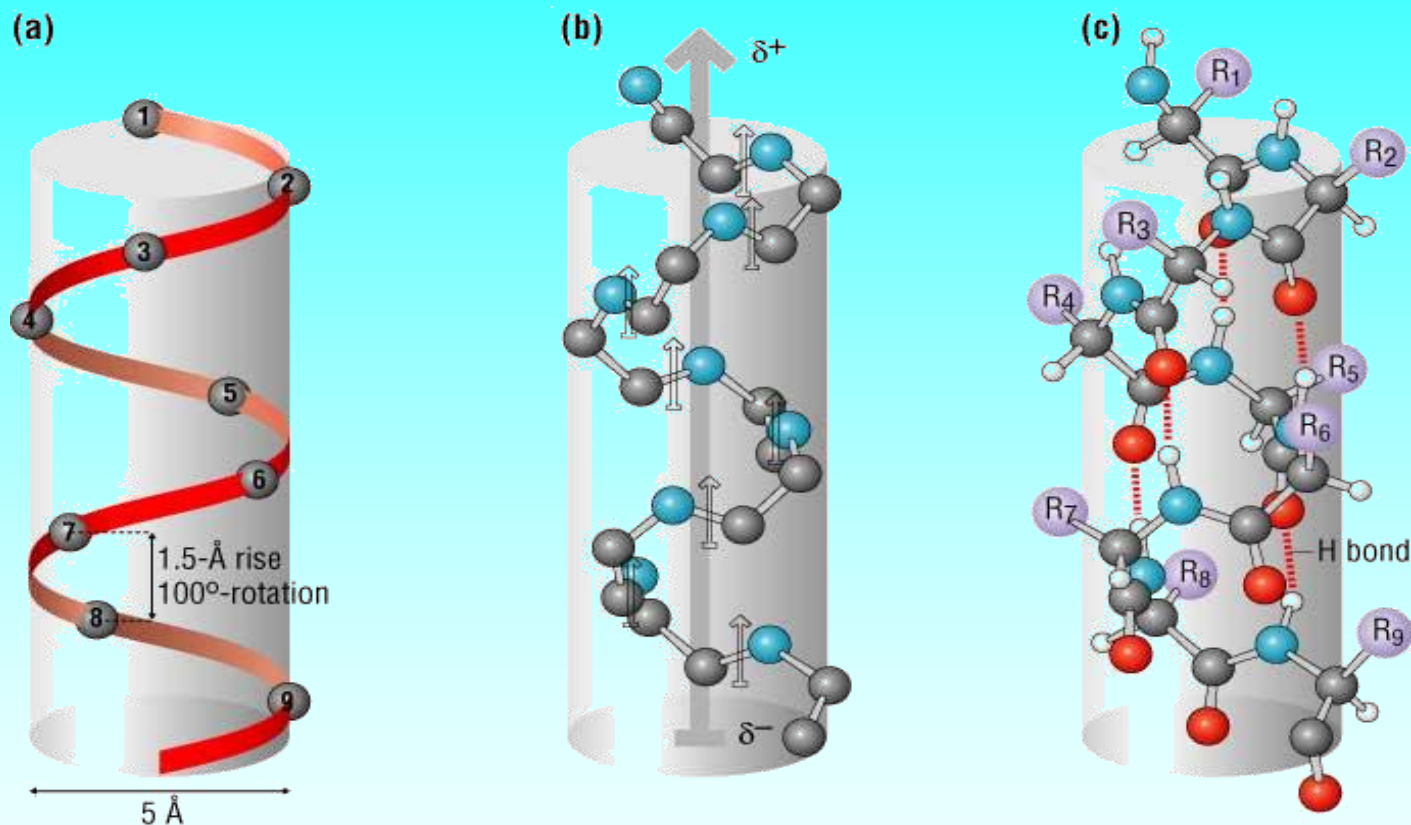 (a)
1
2
3
4
5
6
7
1.5-Å rise
100º-rotation
8
9
5 Å
(b)
δ+
δ−
(c)
R1
R2
R3
R4
R5
R6
R7
H bond
R8
R9